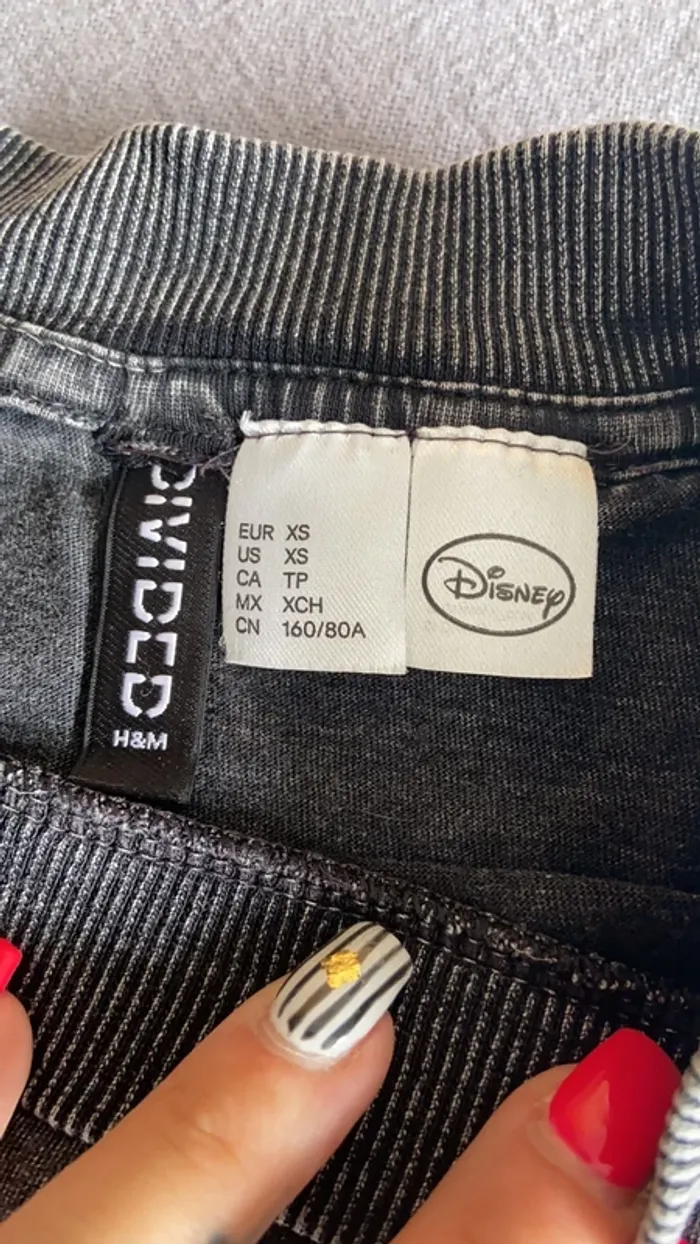 DIVIDED
H&M
EUR XS
US XS
CA TP
MX XCH
CN 160/80A
Disney